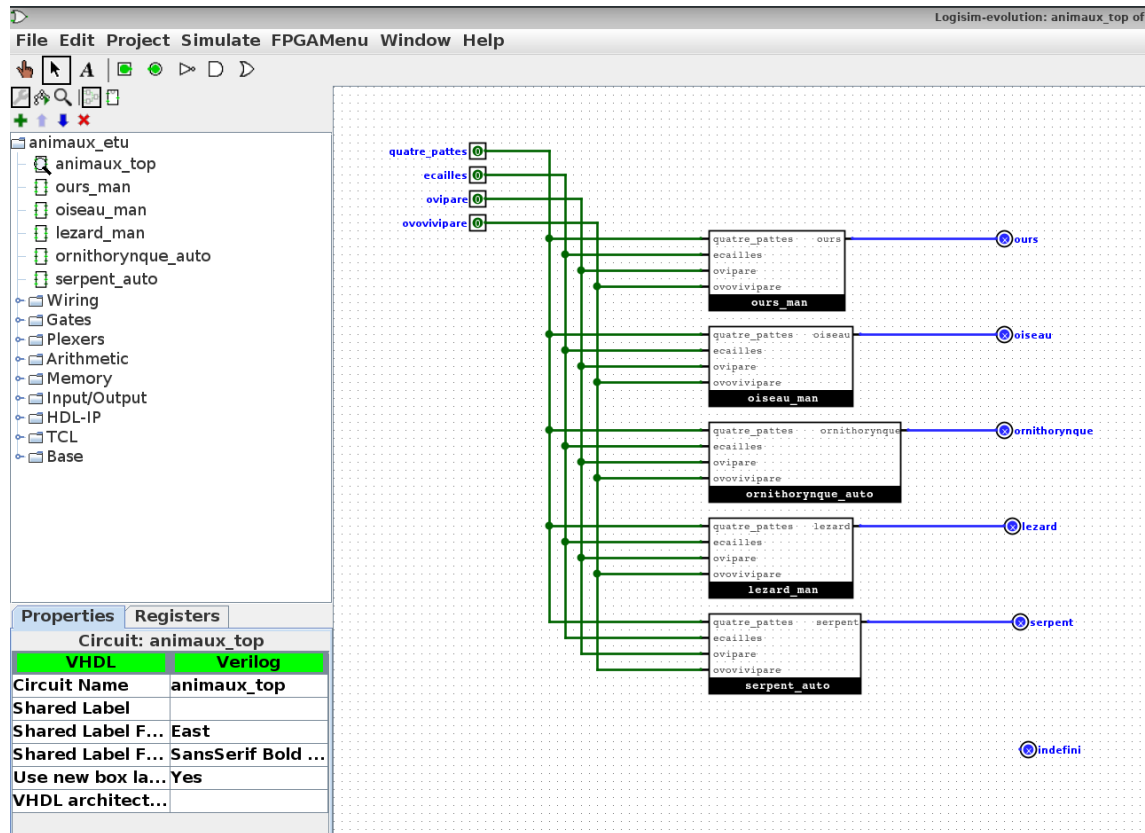 Logisim-evolution: animaux_top of
File Edit Project Simulate FPGAMenu Window Help
A
animaux_etu
animaux_top
ours_man
oiseau_man
lezard_man
ornithorynque_auto
serpent_auto
Wiring
Gates
Plexers
Arithmetic
Memory
Input/Output
HDL-IP
TCL
Base
Properties Registers
Circuit: animaux_top
VHDL Verilog
Circuit Name animaux_top
Shared Label
Shared Label F... East
Shared Label F... SansSerif Bold ...
Use new box la... Yes
VHDL architect...
quatre_pattes 0
ecailles 0
ovipare 0
ovovivipare 0
quatre_pattes ours x ours
ecailles
ovipare
ovovivipare
ours_man
quatre_pattes oiseau x oiseau
ecailles
ovipare
ovovivipare
oiseau_man
quatre_pattes ornithorynque x ornithorynque
ecailles
ovipare
ovovivipare
ornithorynque_auto
quatre_pattes lezard x lezard
ecailles
ovipare
ovovivipare
lezard_man
quatre_pattes serpent x serpent
ecailles
ovipare
ovovivipare
serpent_auto
x indefini